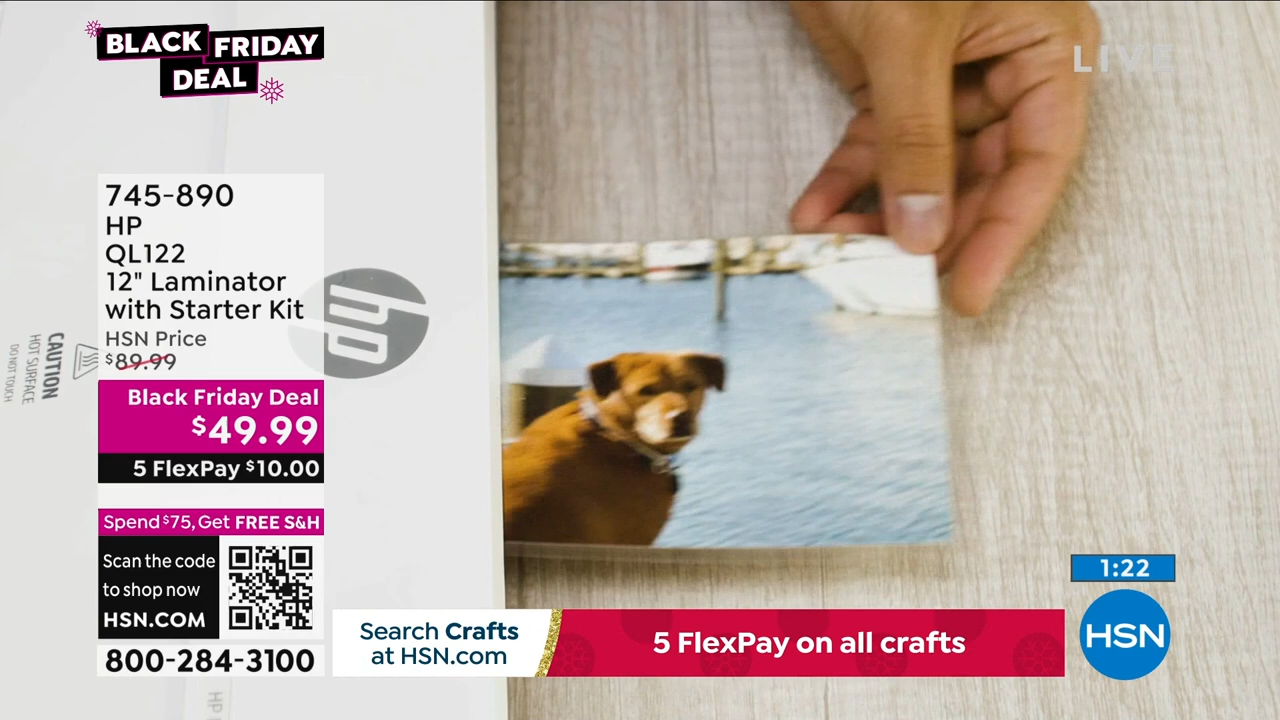 BLACK FRIDAY
DEAL
LIVE
745-890
HP
QL122
12" Laminator
with Starter Kit
HSN Price
$89.99
Black Friday Deal
$49.99
5 FlexPay $10.00
Spend $75, Get FREE S&H
Scan the code
to shop now
HSN.COM
800-284-3100
hp
CAUTION
HOT SURFACE
DO NOT TOUCH
HP
Search Crafts
at HSN.com
5 FlexPay on all crafts
1:22
HSN